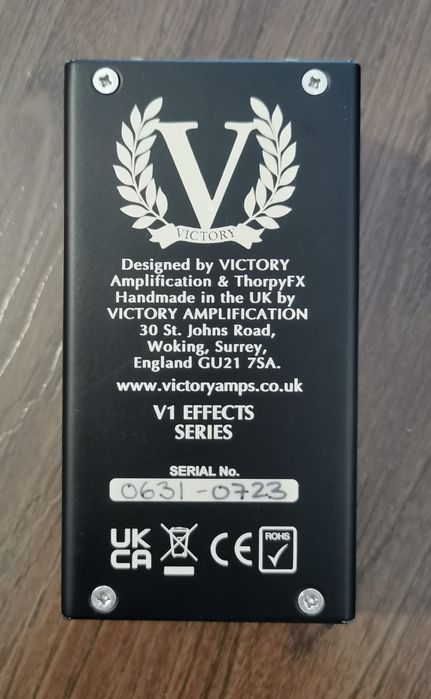 V
VICTORY
Designed by VICTORY
Amplification & ThorpyFX
Handmade in the UK by
VICTORY AMPLIFICATION
30 St. Johns Road,
Woking, Surrey,
England GU21 7SA.
www.victoryamps.co.uk
V1 EFFECTS
SERIES
SERIAL No.
0631-0723
UK
CA
CE
ROHS